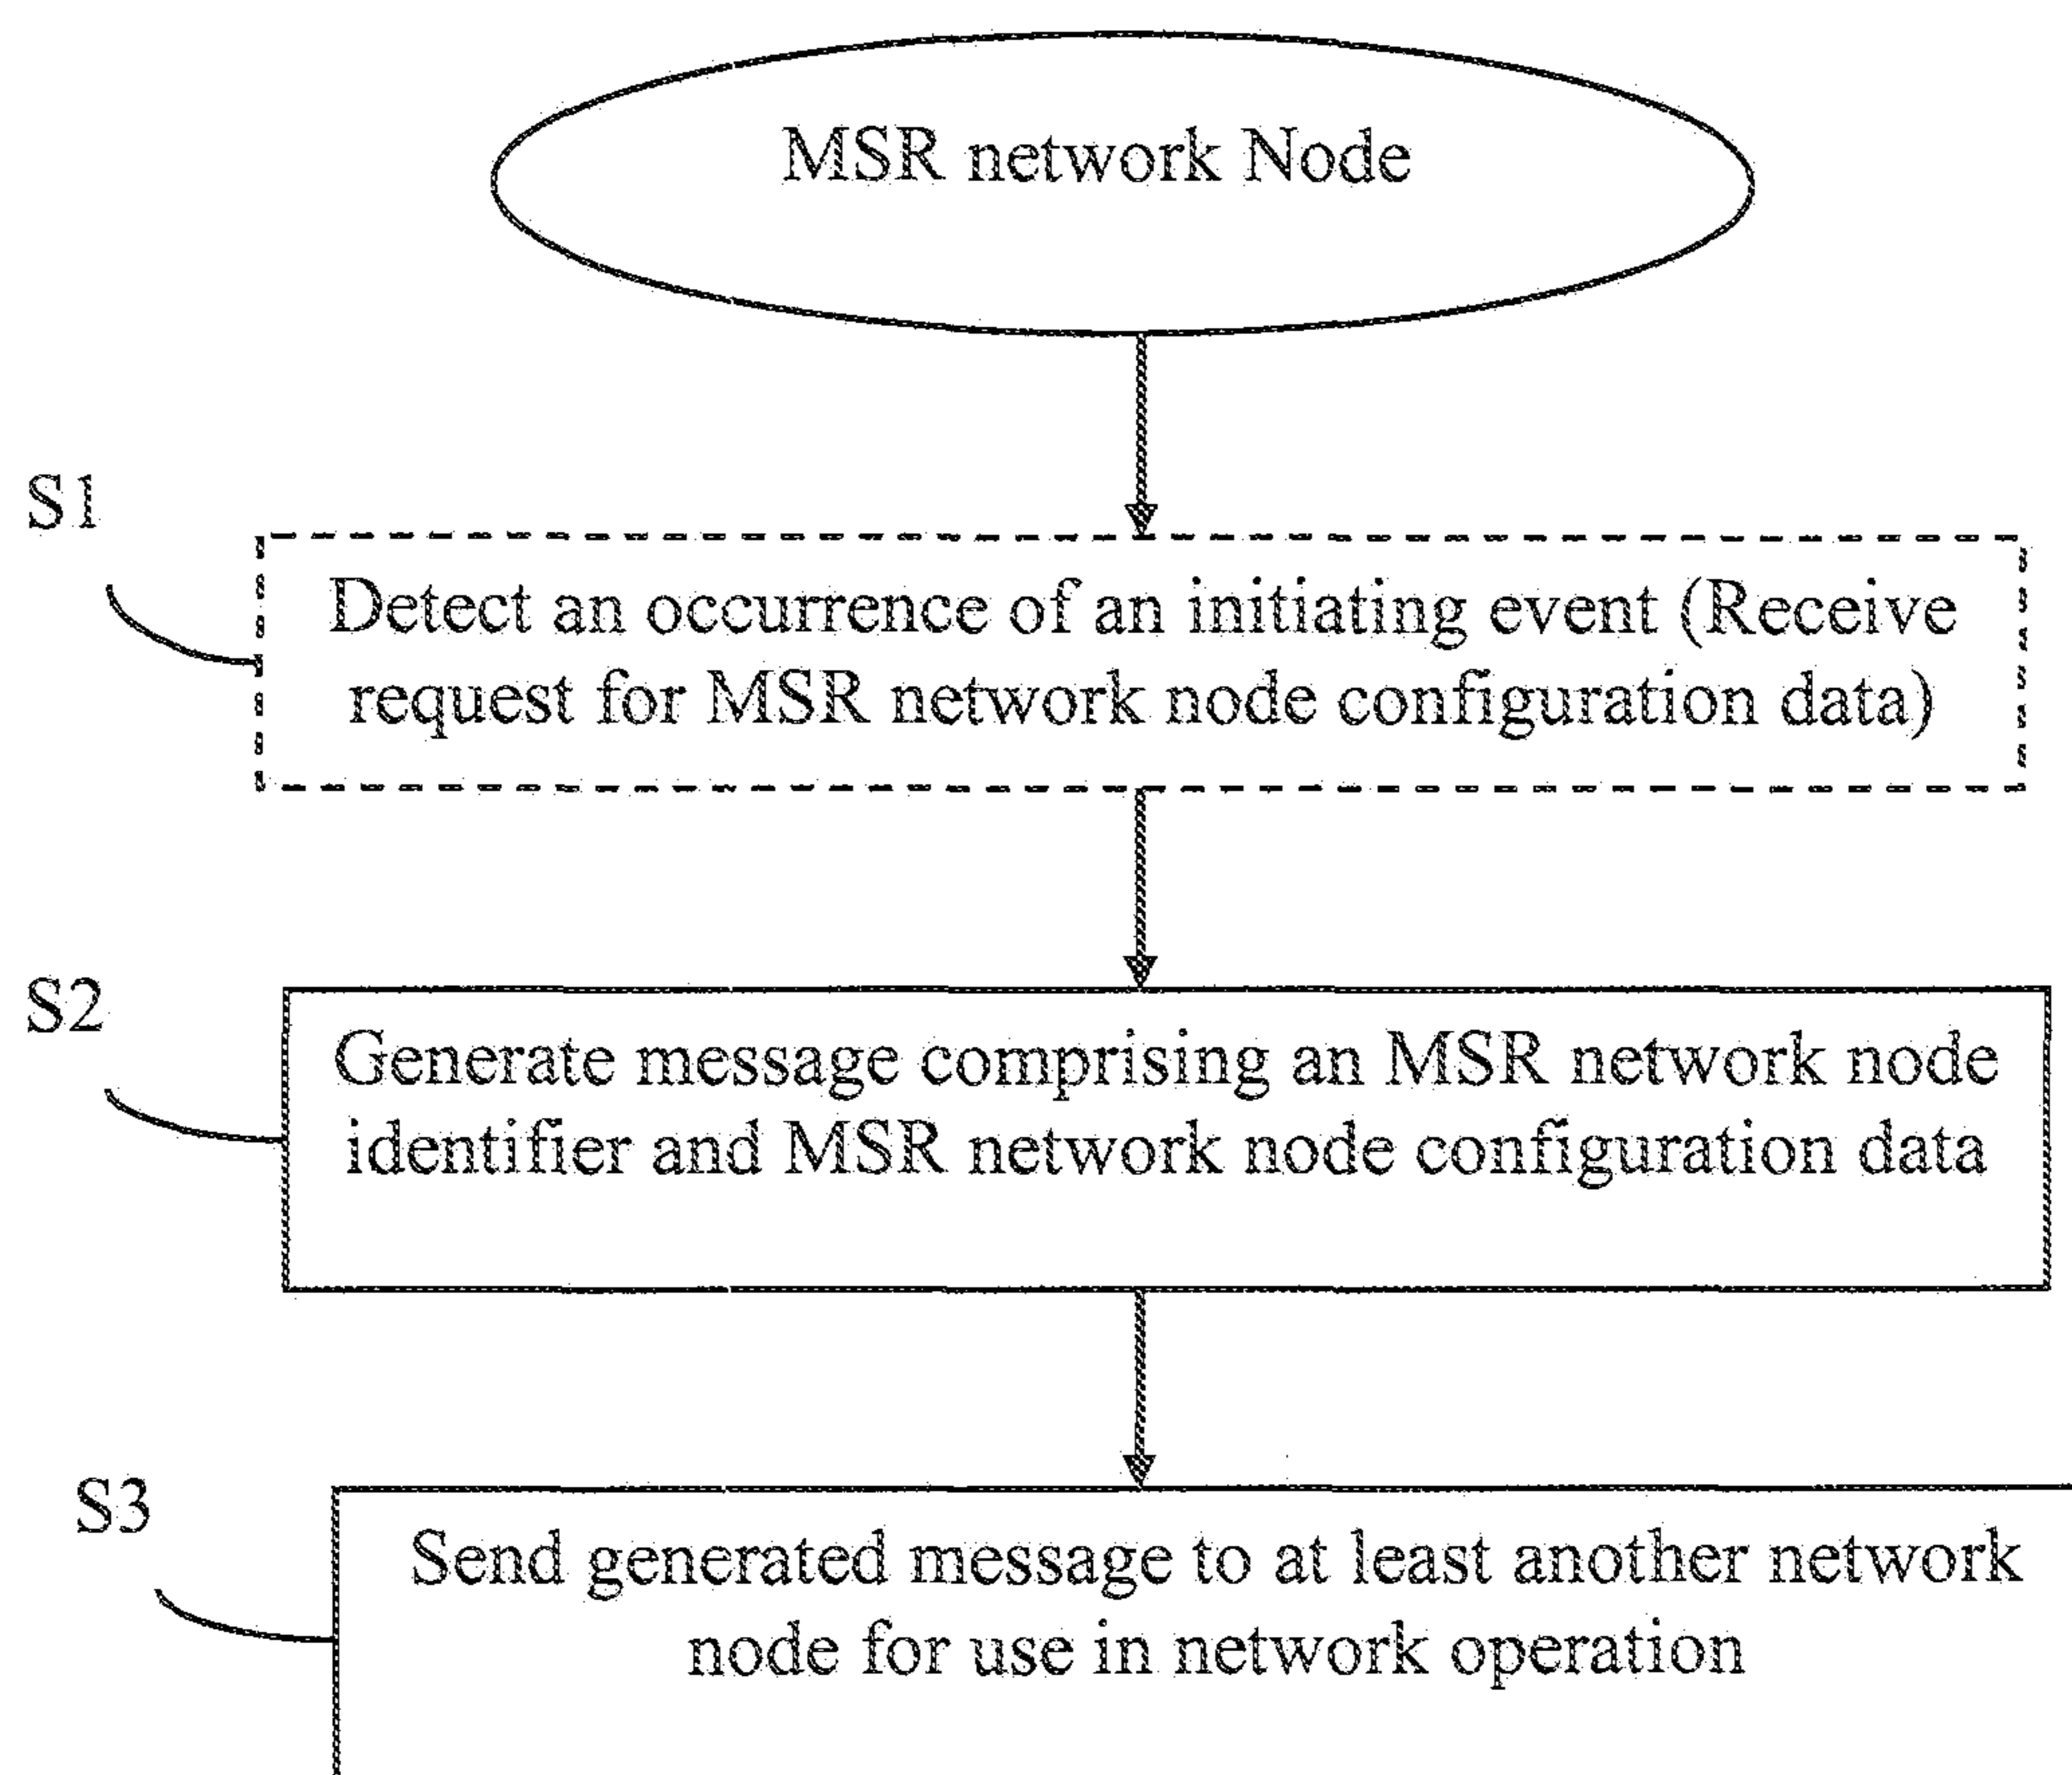 MSR network Node
S1
Detect an occurrence of an initiating event (Receive
request for MSR network node configuration data)
S2
Generate message comprising an MSR network node
identifier and MSR network node configuration data
S3
Send generated message to at least another network
node for use in network operation